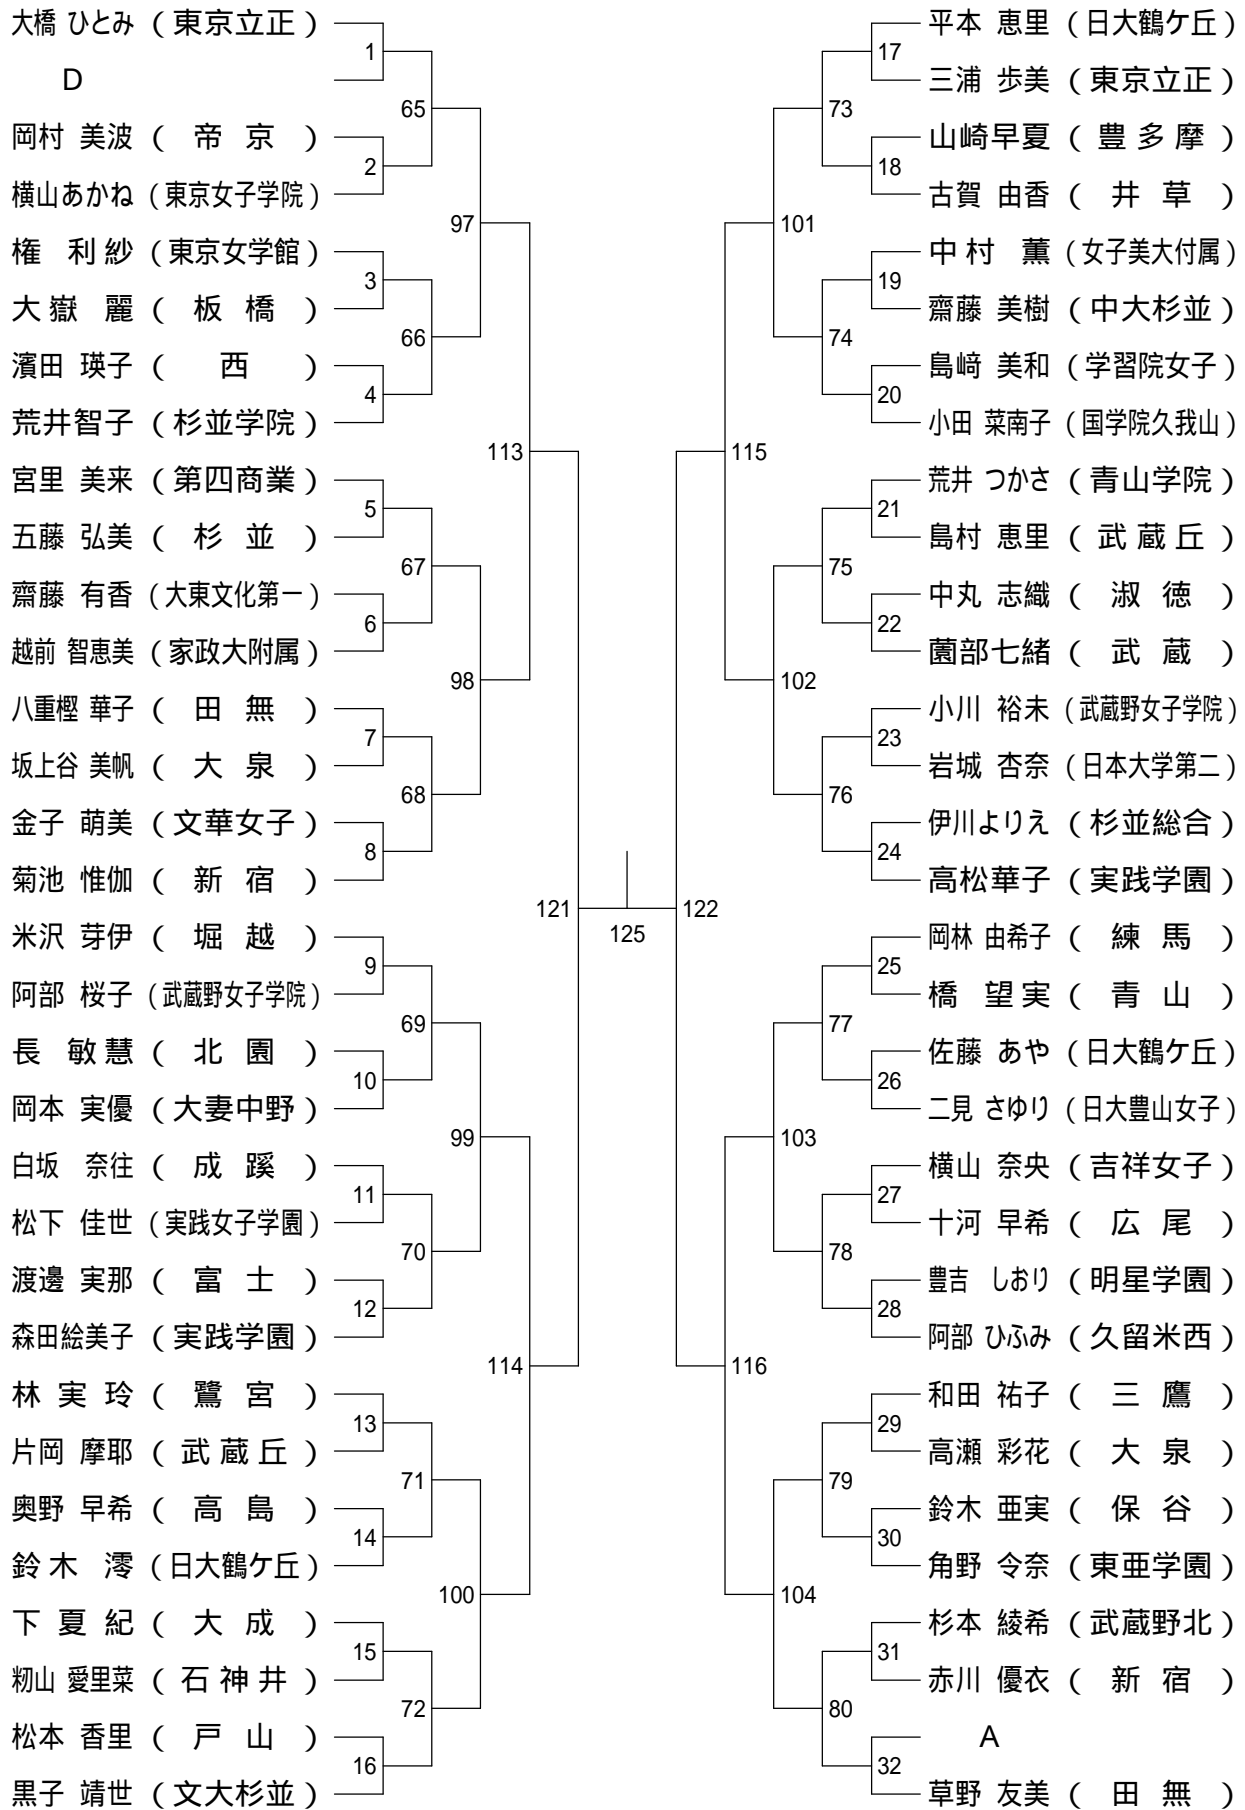 大橋 ひとみ (東京立正)
1
D
65
岡村 美波 ( 帝 京 )
2
横山あかね (東京女子学院)
97
権 利紗 (東京女学館)
3
大嶽 麗 ( 板 橋 )
66
濱田 瑛子 ( 西 )
4
荒井智子 (杉並学院)
113
宮里 美来 (第四商業)
5
五藤 弘美 ( 杉 並 )
67
齋藤 有香 (大東文化第一)
6
越前 智恵美 (家政大附属)
98
八重樫 華子 ( 田 無 )
7
坂上谷 美帆 ( 大 泉 )
68
金子 萌美 (文華女子)
8
菊池 惟伽 ( 新 宿 )
121
米沢 芽伊 ( 堀 越 )
9
阿部 桜子 (武蔵野女子学院)
69
長 敏慧 ( 北 園 )
10
岡本 実優 (大妻中野)
99
白坂 奈往 ( 成 蹊 )
11
松下 佳世 (実践女子学園)
70
渡邊 実那 ( 富 士 )
12
森田絵美子 (実践学園)
114
林 実玲 ( 鷺 宮 )
13
片岡 摩耶 (武蔵丘)
71
奥野 早希 ( 高 島 )
14
鈴木 澪 (日大鶴ケ丘)
100
下 夏紀 ( 大 成 )
15
籾山 愛里菜 (石神井)
72
松本 香里 ( 戸 山 )
16
黒子 靖世 (文大杉並)
125
平本 恵里 (日大鶴ケ丘)
17
三浦 歩美 (東京立正)
73
山崎早夏 (豊多摩)
18
古賀 由香 ( 井 草 )
101
中村 薫 (女子美大付属)
19
齋藤 美樹 (中大杉並)
74
島﨑 美和 (学習院女子)
20
小田 菜南子 (国学院久我山)
115
荒井 つかさ (青山学院)
21
島村 恵里 (武蔵丘)
75
中丸 志織 ( 淑 徳 )
22
薗部七緒 ( 武 蔵 )
102
小川 裕未 (武蔵野女子学院)
23
岩城 杏奈 (日本大学第二)
76
伊川よりえ (杉並総合)
24
高松華子 (実践学園)
122
岡林 由希子 ( 練 馬 )
25
橋 望実 ( 青 山 )
77
佐藤 あや (日大鶴ケ丘)
26
二見 さゆり (日大豊山女子)
103
横山 奈央 (吉祥女子)
27
十河 早希 ( 広 尾 )
78
豊吉 しおり (明星学園)
28
阿部 ひふみ (久留米西)
116
和田 祐子 ( 三 鷹 )
29
高瀬 彩花 ( 大 泉 )
79
鈴木 亜実 ( 保 谷 )
30
角野 令奈 (東亜学園)
104
杉本 綾希 (武蔵野北)
31
赤川 優衣 ( 新 宿 )
80
A
32
草野 友美 ( 田 無 )